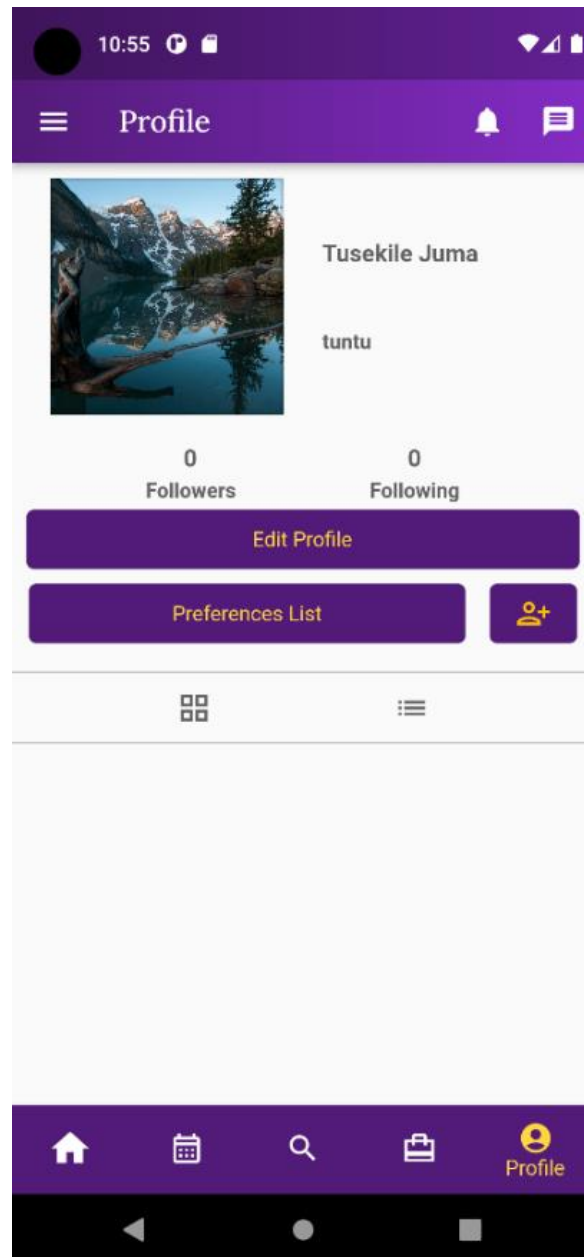 10:55
Profile
Tusekile Juma
tuntu
0
Followers
0
Following
Edit Profile
Preferences List
Profile